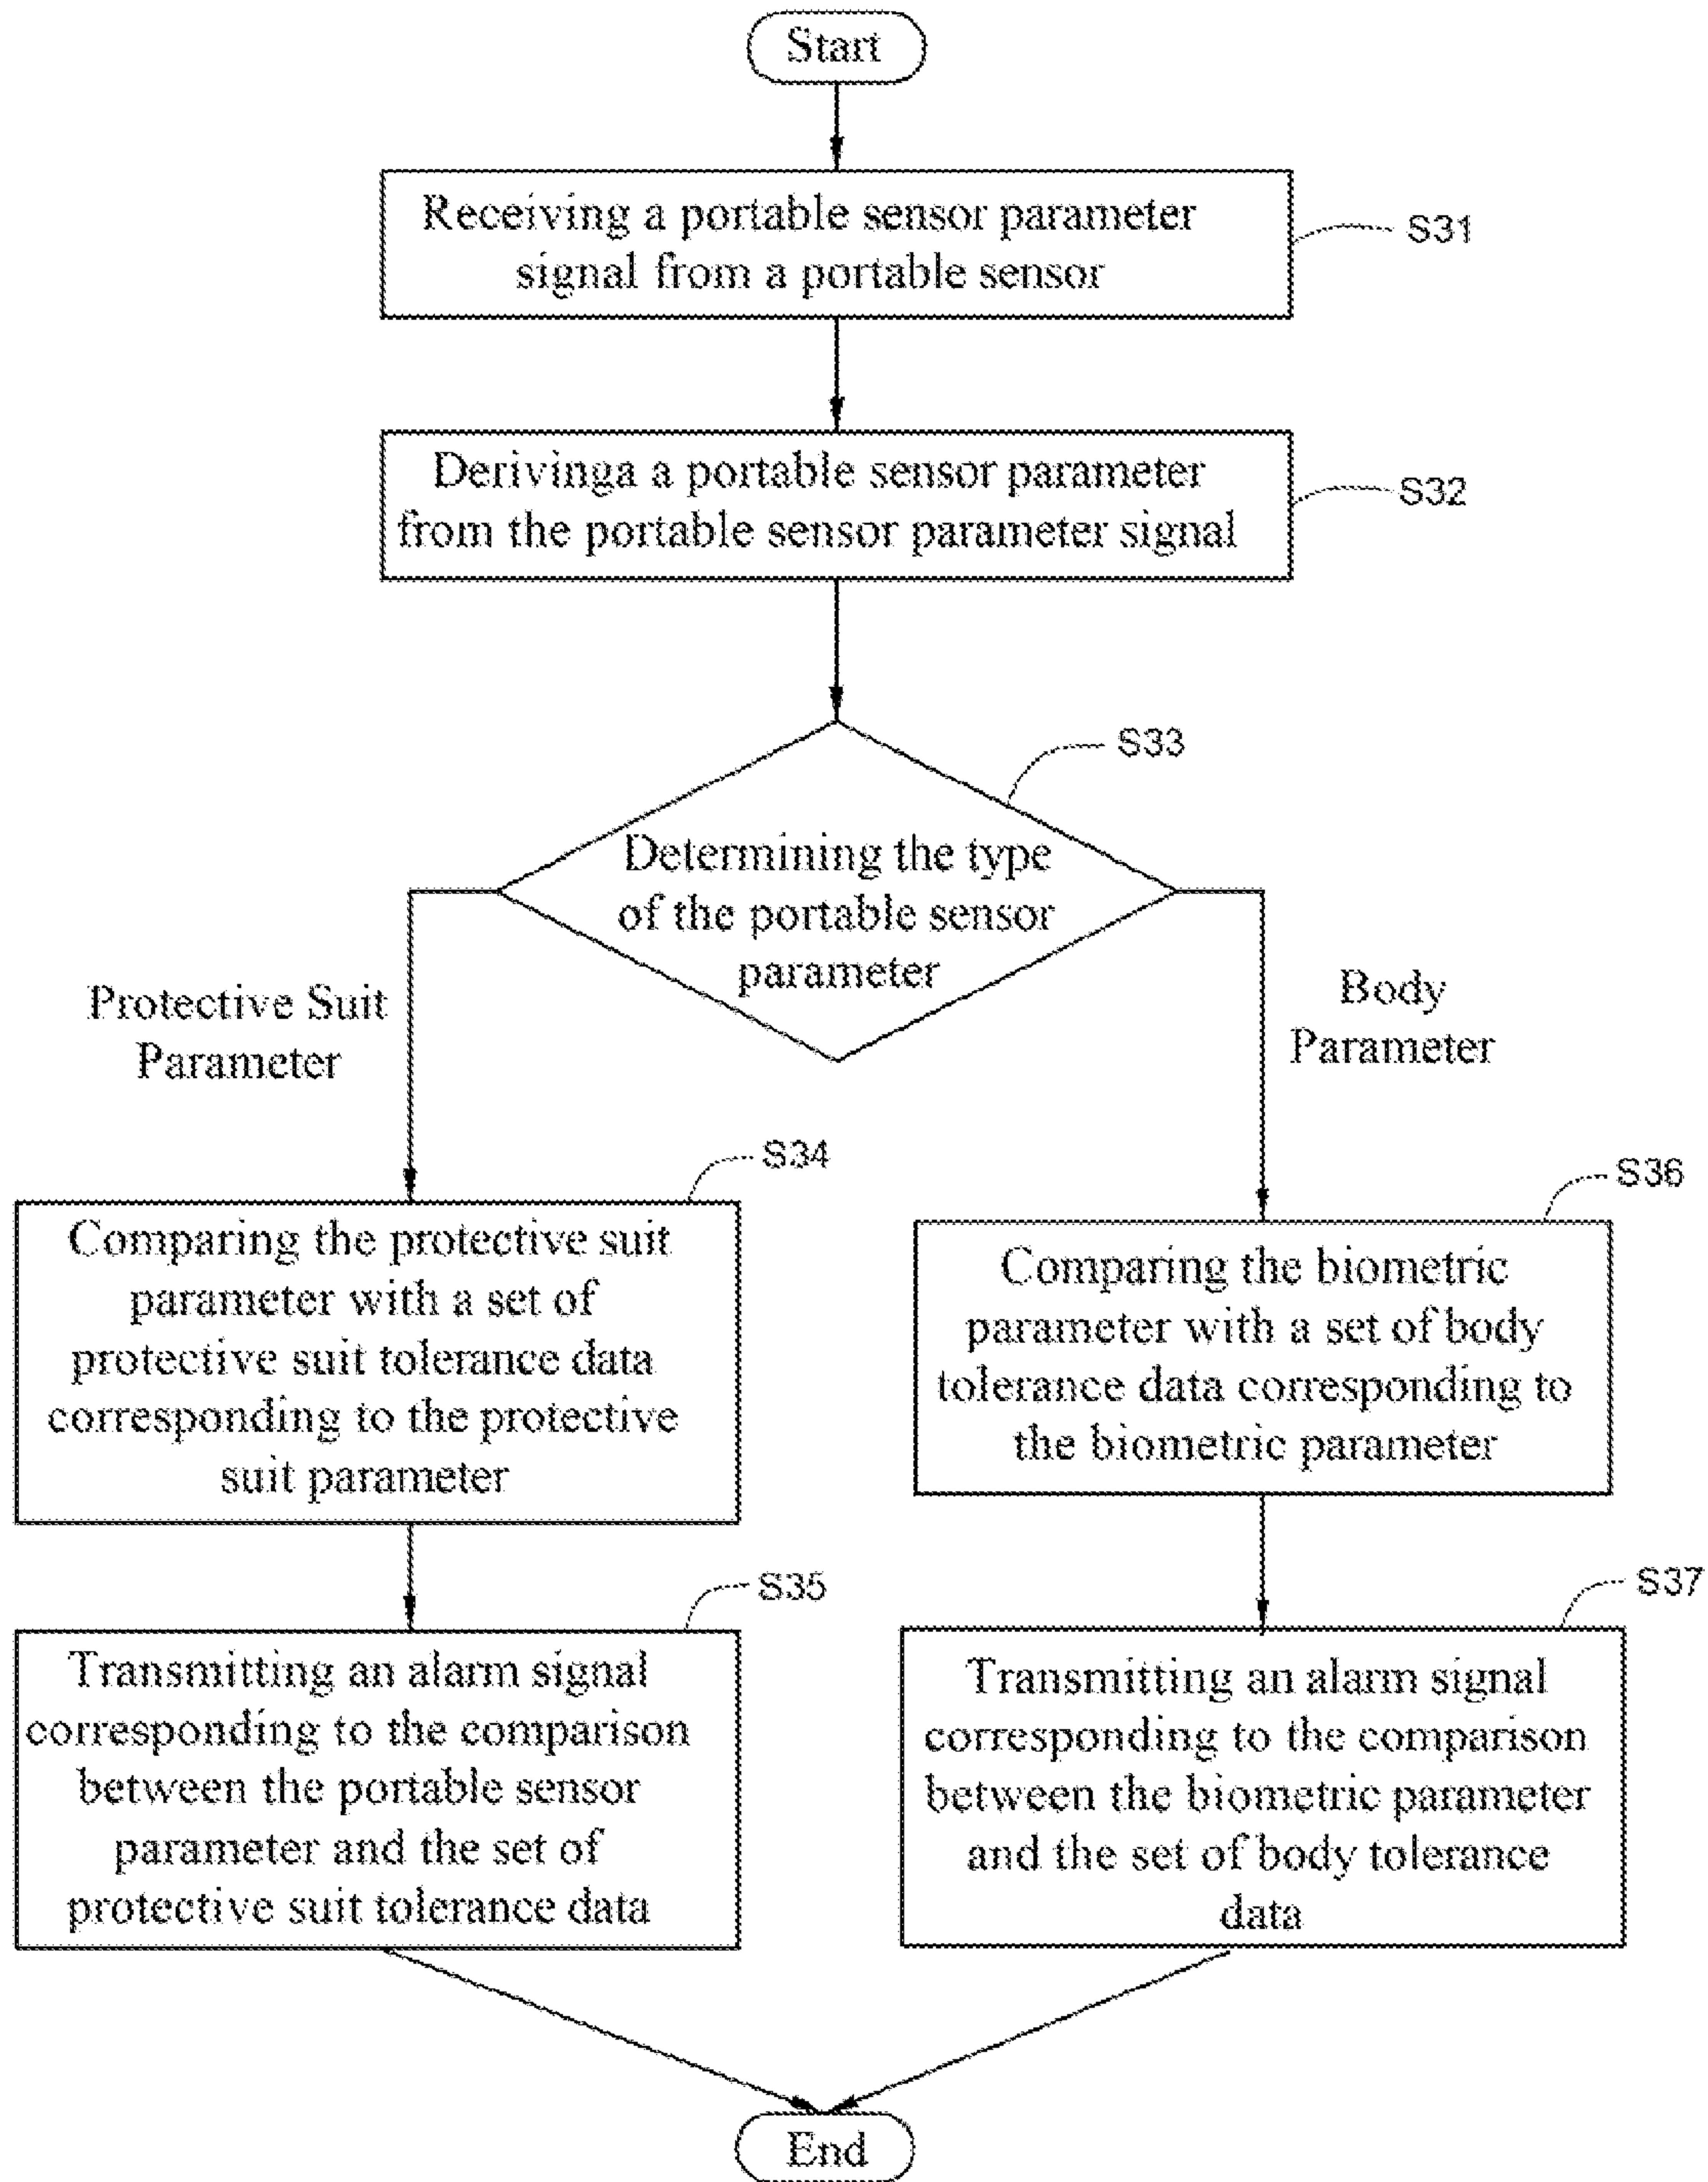 Start
Receiving a portable sensor parameter
signal from a portable sensor
S31
Derivinga a portable sensor parameter
from the portable sensor parameter signal
S32
S33
Determining the type
of the portable sensor
parameter
Protective Suit
Parameter
Body
Parameter
S34
Comparing the protective suit
parameter with a set of
protective suit tolerance data
corresponding to the protective
suit parameter
S36
Comparing the biometric
parameter with a set of body
tolerance data corresponding to
the biometric parameter
S35
Transmitting an alarm signal
corresponding to the comparison
between the portable sensor
parameter and the set of
protective suit tolerance data
S37
Transmitting an alarm signal
corresponding to the comparison
between the biometric parameter
and the set of body tolerance
data
End